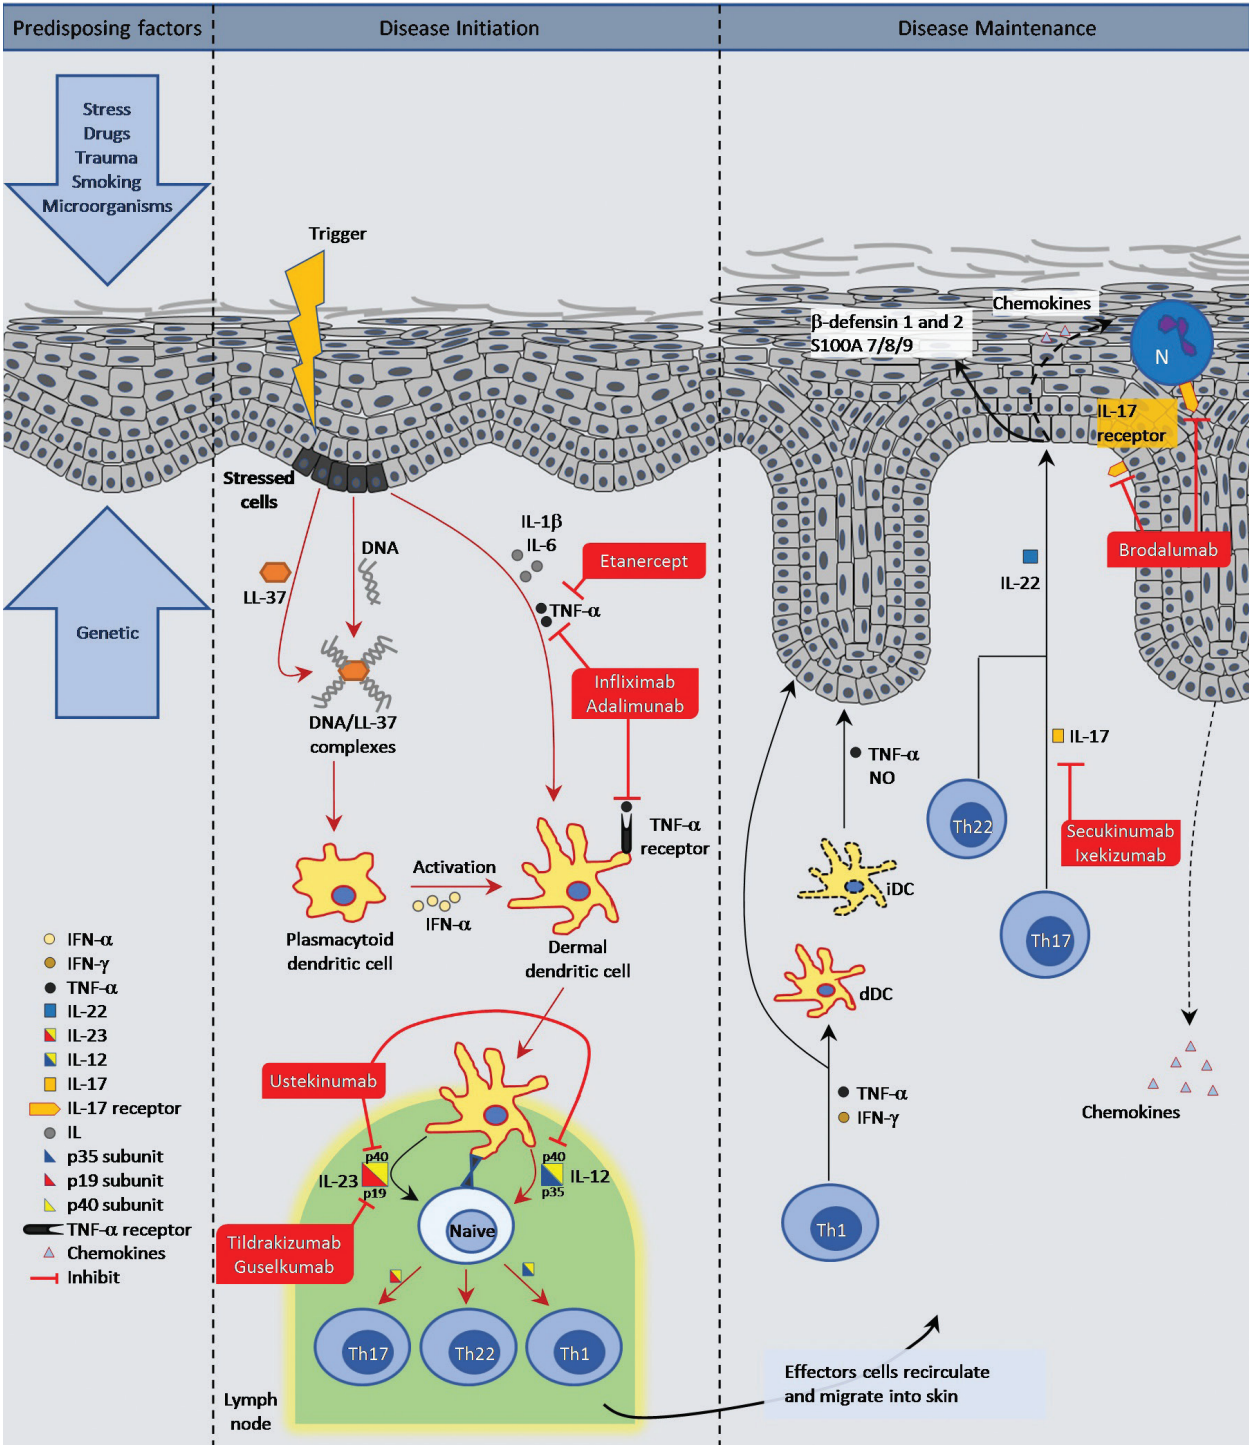 Predisposing factors
Disease Initiation
Disease Maintenance
Stress
Drugs
Trauma
Smoking
Microorganisms
Genetic
Trigger
Stressed
cells
LL-37
DNA
IL-1β
IL-6
Etanercept
TNF-α
Infliximab
Adalimunab
DNA/LL-37
complexes
TNF-α
receptor
Activation
IFN-α
Plasmacytoid
dendritic cell
Dermal
dendritic cell
Ustekinumab
IL-23
p40
p19
p40
p35
IL-12
Tildrakizumab
Guselkumab
Naive
Th17
Th22
Th1
Lymph
node
IFN-α
IFN-γ
TNF-α
IL-22
IL-23
IL-12
IL-17
IL-17 receptor
IL
p35 subunit
p19 subunit
p40 subunit
TNF-α receptor
Chemokines
Inhibit
Chemokines
β-defensin 1 and 2
S100A 7/8/9
N
IL-17
receptor
Brodalumab
IL-22
IL-17
TNF-α
NO
Th22
Secukinumab
Ixekizumab
iDC
Th17
dDC
TNF-α
IFN-γ
Chemokines
Th1
Effectors cells recirculate
and migrate into skin